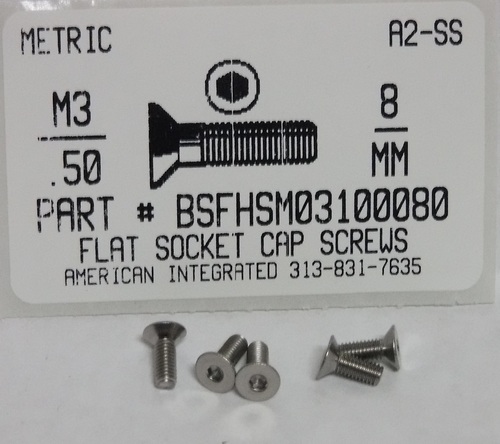 METRIC A2-SS
M3 8
.50 MM
PART # BSFHSM03100080
FLAT SOCKET CAP SCREWS
AMERICAN INTEGRATED 313-831-7635